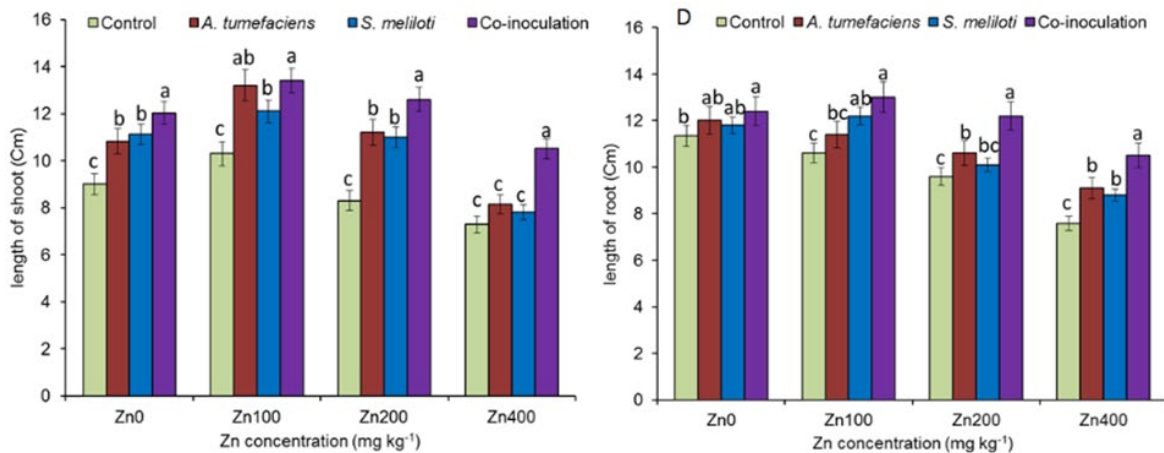 Control A. tumefaciens S. meliloti Co-inoculation
length of shoot (Cm)
16
14
12
10
8
6
4
2
0
c b b a
c ab b a
c b b a
c c c a
Zn0 Zn100 Zn200 Zn400
Zn concentration (mg kg⁻¹)
D Control A. tumefaciens S. meliloti Co-inoculation
length of root (Cm)
16
14
12
10
8
6
4
2
0
b ab ab a
c bc ab a
c b bc a
c b b a
Zn0 Zn100 Zn200 Zn400
Zn concentration (mg kg⁻¹)